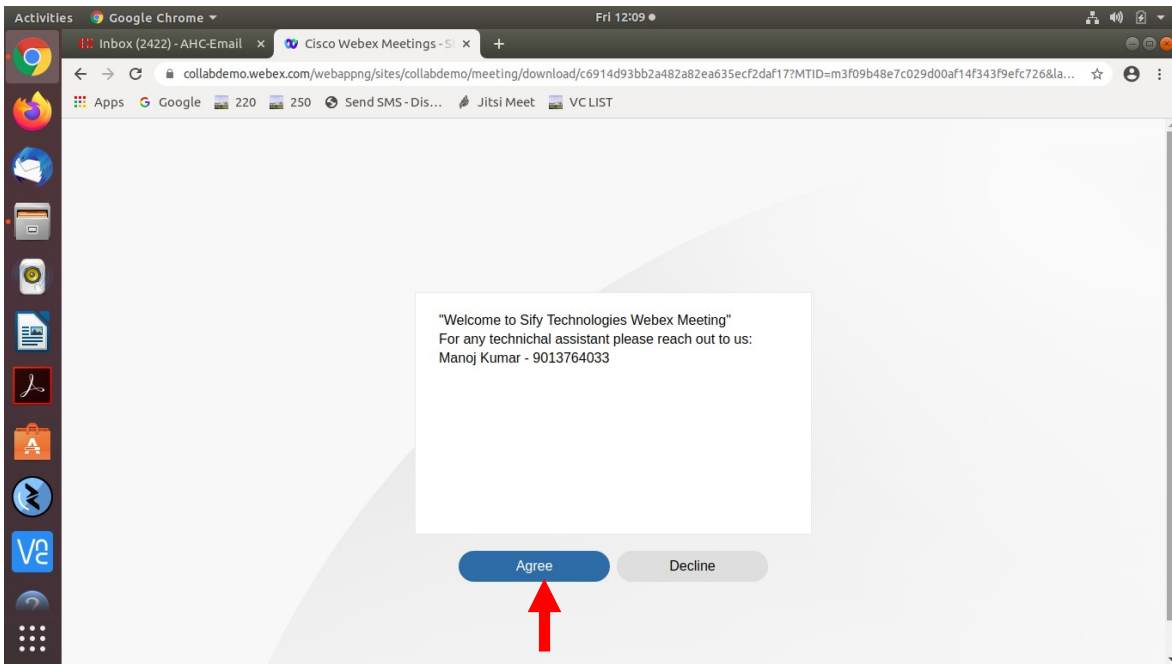 Activities Google Chrome Fri 12:09
Inbox (2422) - AHC-Email Cisco Webex Meetings - S
collabdemo.webex.com/webappng/sites/collabdemo/meeting/download/c6914d93bb2a482a82ea635ecf2daf17?MTID=m3f09b48e7c029d00af14f343f9efc726&la...
Apps Google 220 250 Send SMS - Dis... Jitsi Meet VC LIST
"Welcome to Sify Technologies Webex Meeting"
For any technichal assistant please reach out to us:
Manoj Kumar - 9013764033
Agree Decline